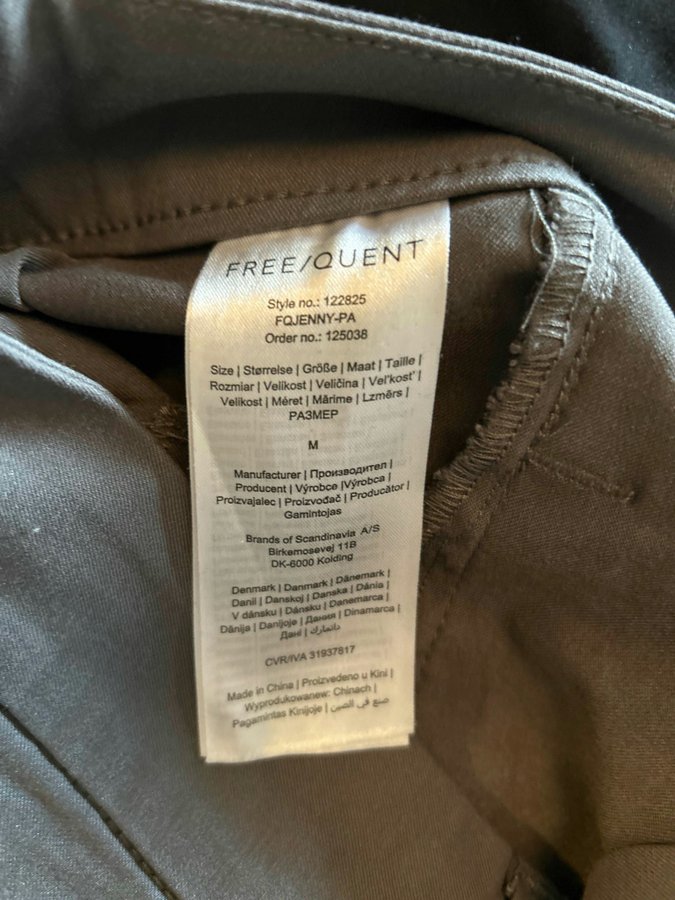 FREE/QUENT
Style no.: 122825
FQJENNY-PA
Order no.: 125038
Size | Størrelse | Größe | Maat | Taille |
Rozmiar | Velikost | Veličina | Vel'kost' |
Velikost | Méret | Mărime | Lzmērs |
РАЗМЕР
M
Manufacturer | Производител |
Producent | Výrobce |Výrobca |
Proizvajalec | Proizvođač | Producător |
Gamintojas
Brands of Scandinavia A/S
Birkemosevej 11B
DK-6000 Kolding
Denmark | Danmark | Dänemark |
Danil | Danskoj | Danska | Dánia |
V dánsku | Dánsku | Danemarca |
Dānija | Danijoje | Дания | Dinamarca |
Дані | دانمارك
CVR/IVA 31937817
Made in China | Proizvedeno u Kini |
Wyprodukowanew: Chinach |
Pagamintas Kinijoje | صنع في الصين